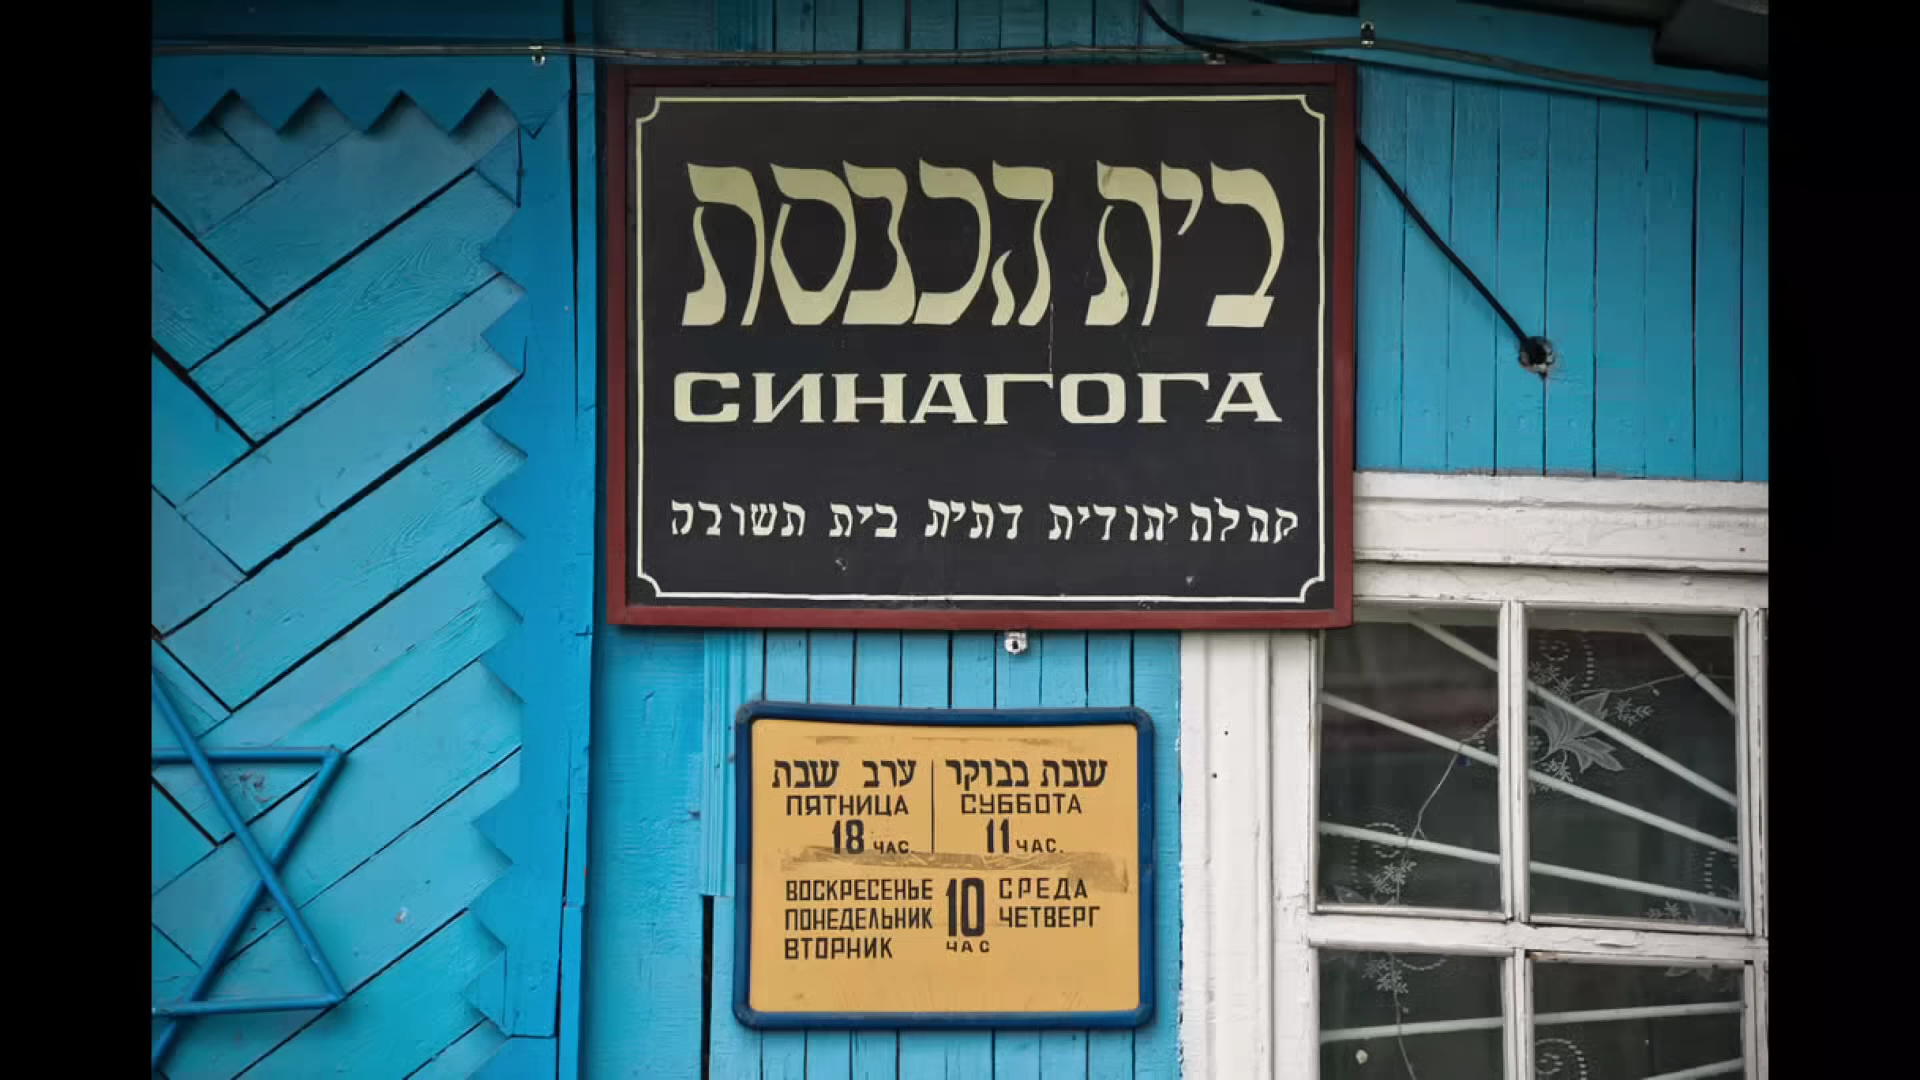 בית הכנסת
СИНАГОГА
קהלה יהודית דתית בית תשובה
ערב שבת
ПЯТНИЦА
18 ЧАС.
שבת בבוקר
СУББОТА
11 ЧАС.
ВОСКРЕСЕНЬЕ
ПОНЕДЕЛЬНИК
ВТОРНИК
10
ЧАС
СРЕДА
ЧЕТВЕРГ